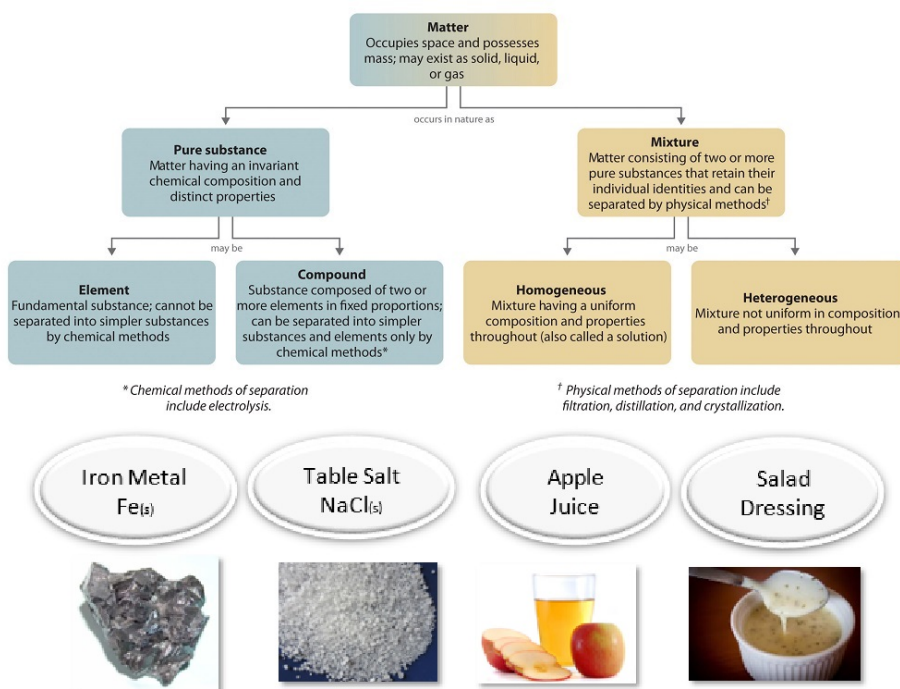 Matter
Occupies space and possesses
mass; may exist as solid, liquid,
or gas
occurs in nature as
Pure substance
Matter having an invariant
chemical composition and
distinct properties
Mixture
Matter consisting of two or more
pure substances that retain their
individual identities and can be
separated by physical methods†
may be
may be
Element
Fundamental substance; cannot be
separated into simpler substances
by chemical methods
Compound
Substance composed of two or
more elements in fixed proportions;
can be separated into simpler
substances and elements only by
chemical methods*
Homogeneous
Mixture having a uniform
composition and properties
throughout (also called a solution)
Heterogeneous
Mixture not uniform in composition
and properties throughout
* Chemical methods of separation
include electrolysis.
† Physical methods of separation include
filtration, distillation, and crystallization.
Iron Metal
Fe(s)
Table Salt
NaCl(s)
Apple
Juice
Salad
Dressing